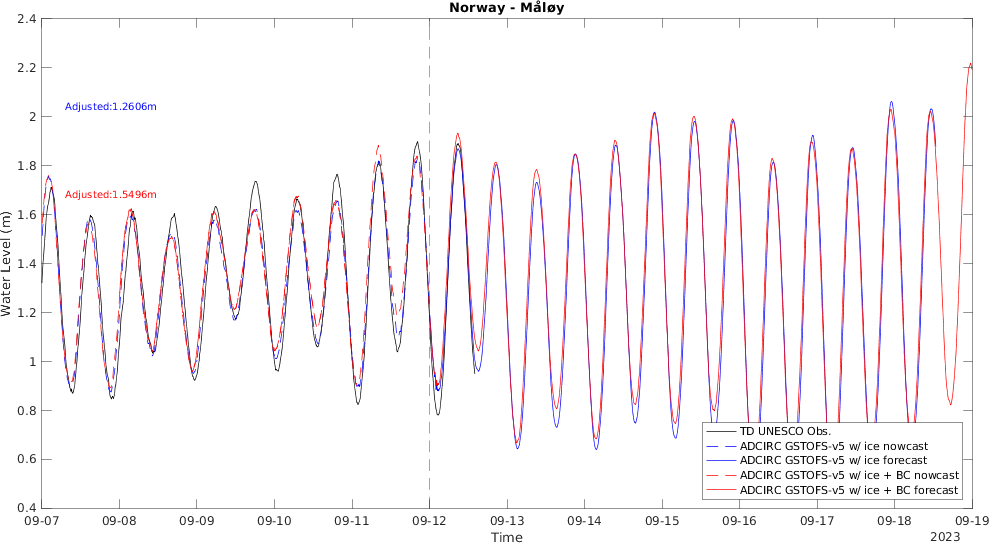 Norway - Måløy
2.4
2.2
2
1.8
1.6
1.4
1.2
1
0.8
0.6
0.4
Water Level (m)
Adjusted:1.2606m
Adjusted:1.5496m
TD UNESCO Obs.
ADCIRC GSTOFS-v5 w/ ice nowcast
ADCIRC GSTOFS-v5 w/ ice forecast
ADCIRC GSTOFS-v5 w/ ice + BC nowcast
ADCIRC GSTOFS-v5 w/ ice + BC forecast
09-07 09-08 09-09 09-10 09-11 09-12 09-13 09-14 09-15 09-16 09-17 09-18 09-19
Time
2023